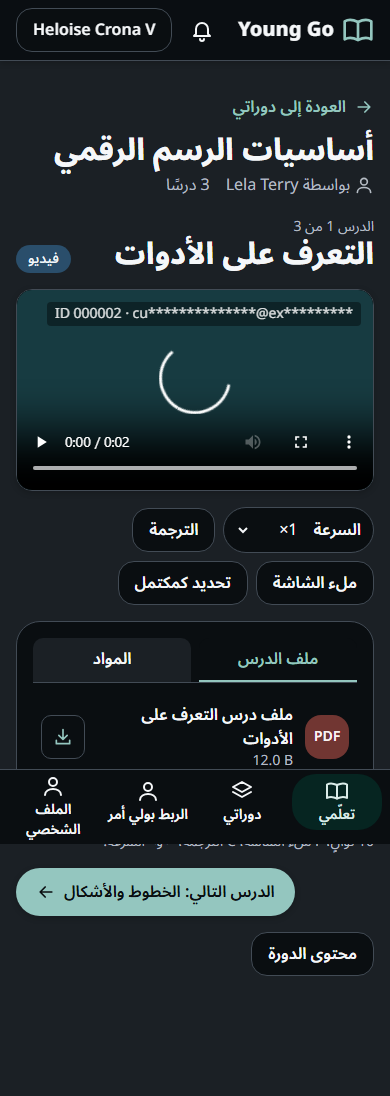 Young Go
Heloise Crona V
العودة إلى دوراتي
أساسيات الرسم الرقمي
بواسطة Lela Terry 3 درسًا
الدرس 1 من 3
التعرف على الأدوات
فيديو
ID 000002 · cu**************@ex*********
0:00 / 0:02
السرعة 1×
الترجمة
ملء الشاشة
تحديد كمكتمل
ملف الدرس
المواد
PDF
ملف درس التعرف على
الأدوات
12.0 B
تعلّمي
دوراتي
الربط بولي أمر
الملف
الشخصي
الدرس التالي: الخطوط والأشكال
محتوى الدورة